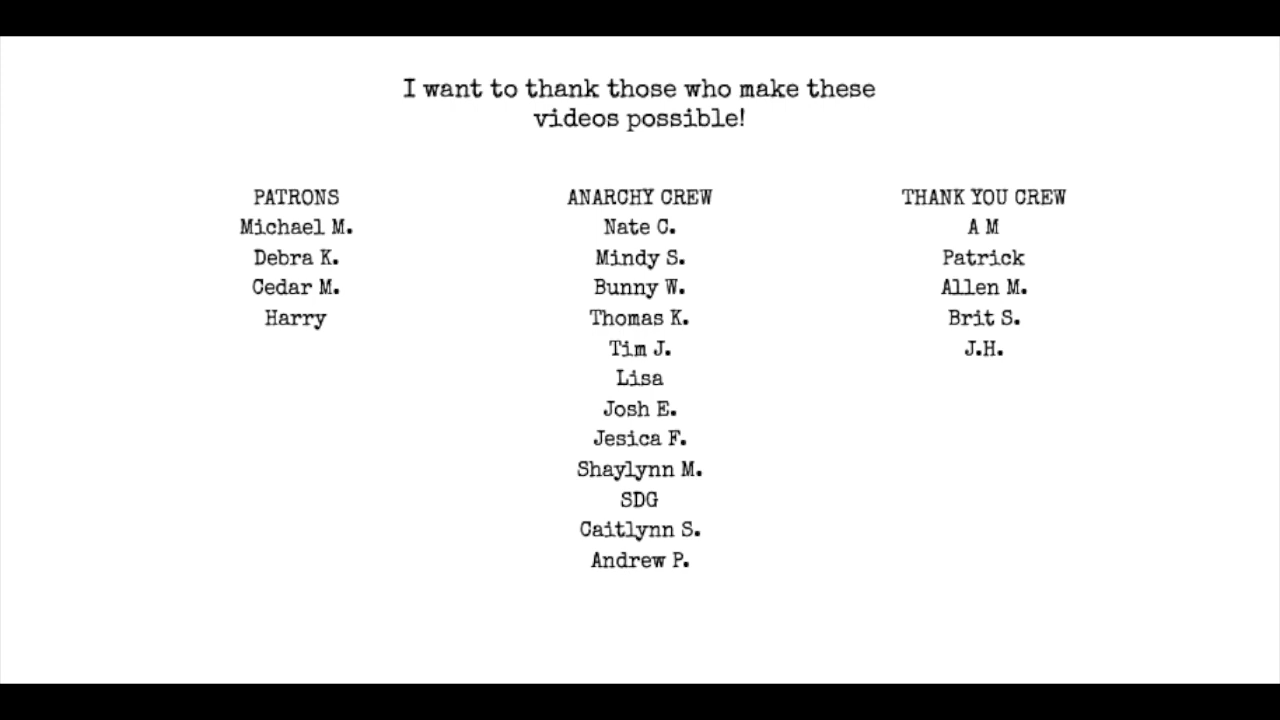 I want to thank those who make these
videos possible!
PATRONS
Michael M.
Debra K.
Cedar M.
Harry
ANARCHY CREW
Nate C.
Mindy S.
Bunny W.
Thomas K.
Tim J.
Lisa
Josh E.
Jesica F.
Shaylynn M.
SDG
Caitlynn S.
Andrew P.
THANK YOU CREW
A M
Patrick
Allen M.
Brit S.
J.H.